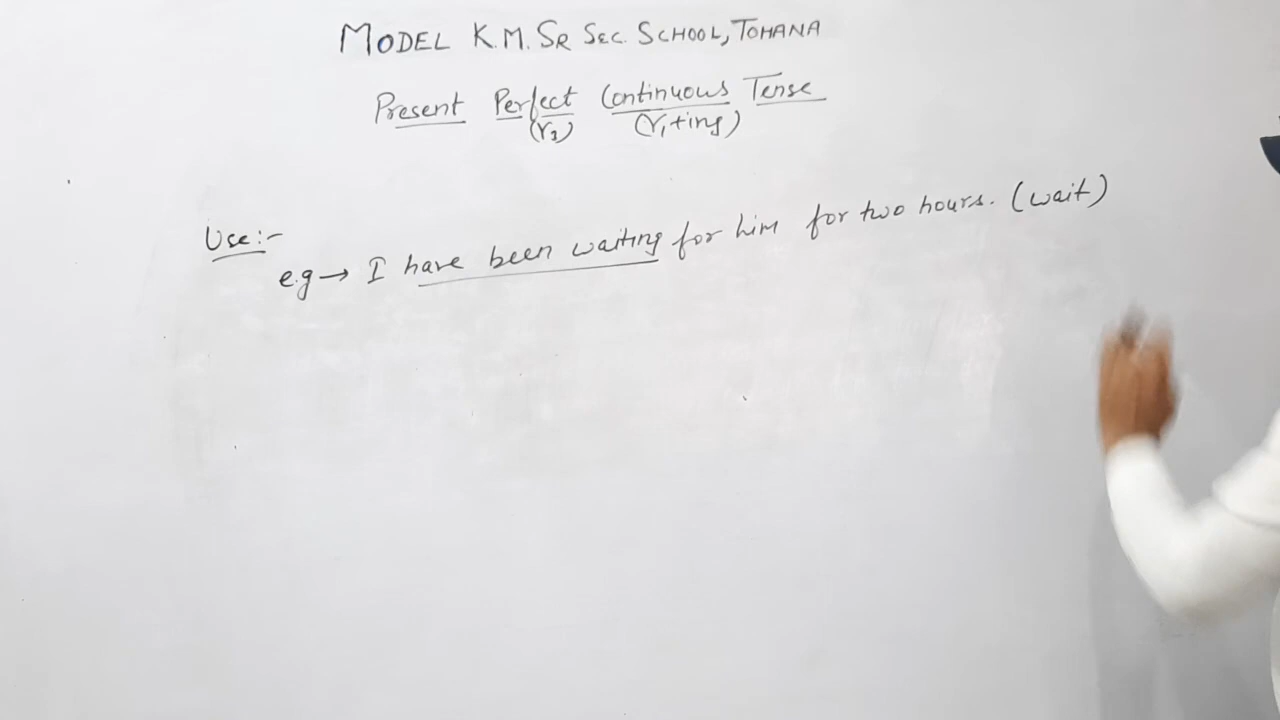 MODEL K.M. SR SEC. SCHOOL, TOHANA
Present Perfect Continuous Tense
(V3) (V1+ing)
Use:-
e.g → I have been waiting for him for two hours. (wait)